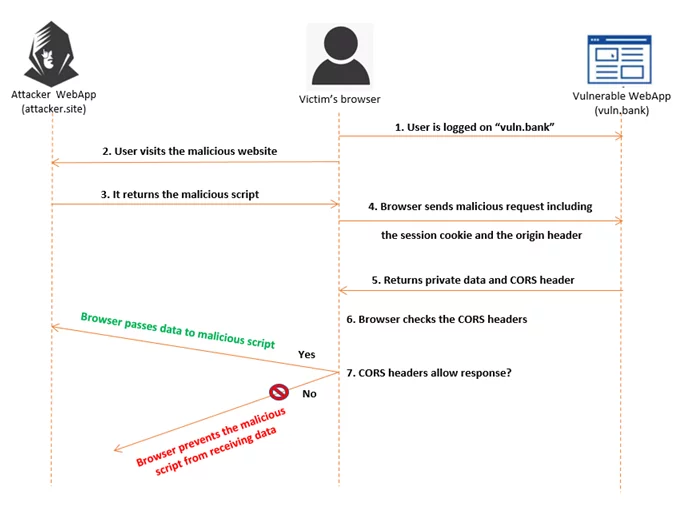 Attacker WebApp
(attacker.site)
Victim's browser
Vulnerable WebApp
(vuln.bank)
1. User is logged on “vuln.bank”
2. User visits the malicious website
3. It returns the malicious script
4. Browser sends malicious request including
the session cookie and the origin header
5. Returns private data and CORS header
6. Browser checks the CORS headers
Browser passes data to malicious script
Yes
7. CORS headers allow response?
No
Browser prevents the malicious
script from receiving data